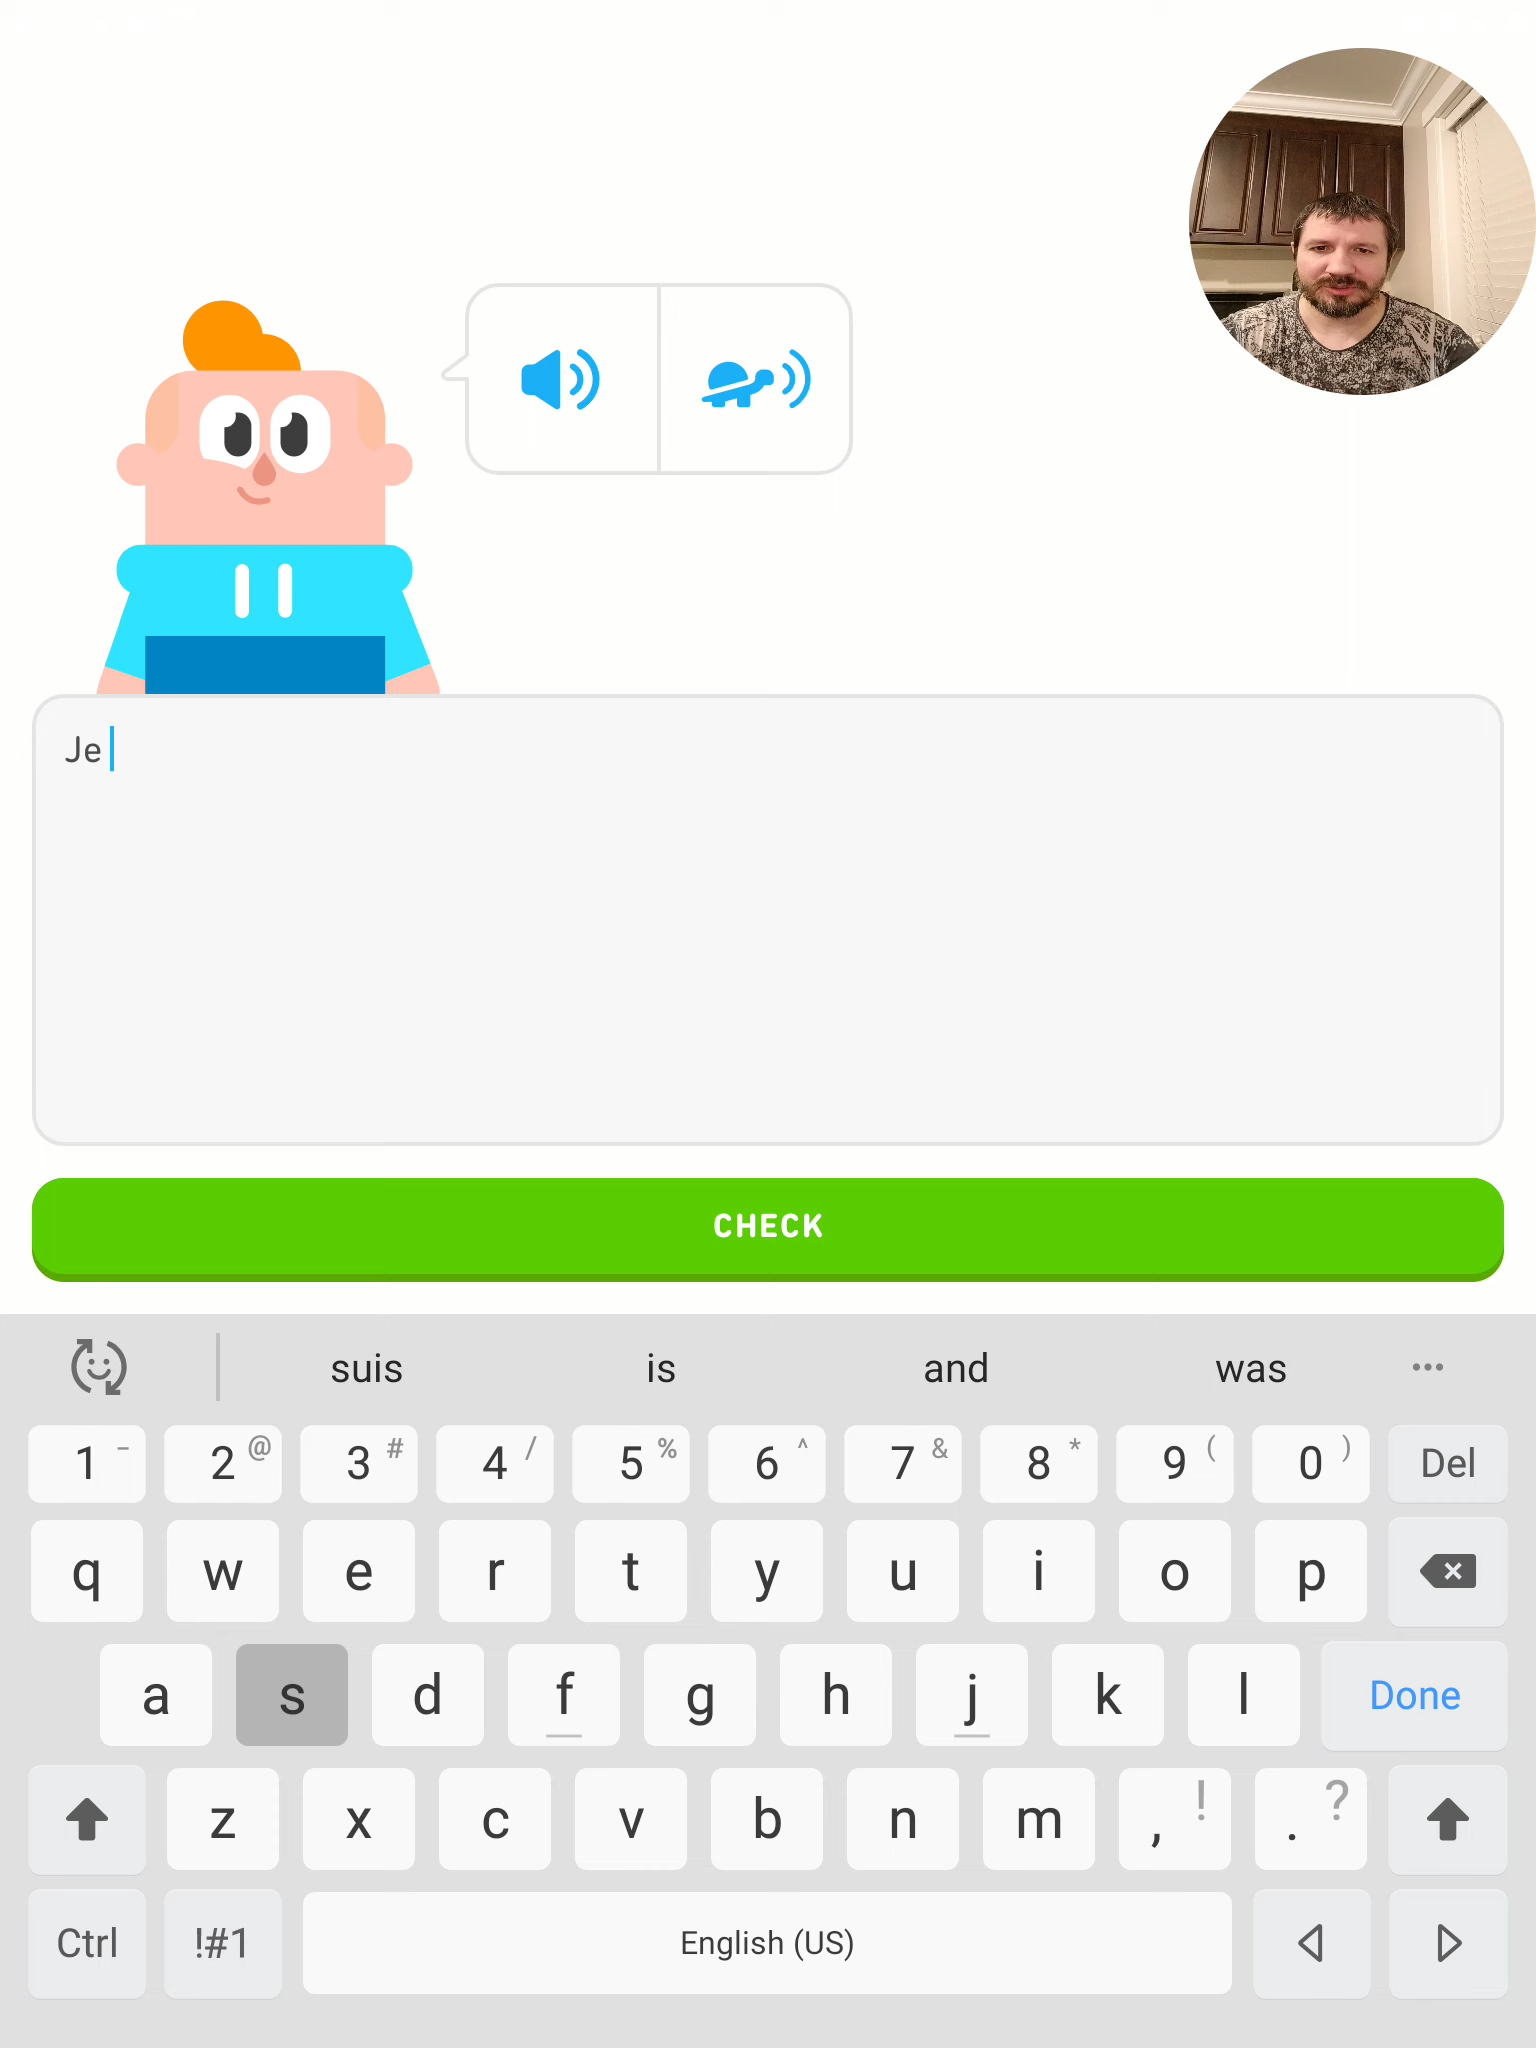 Je
CHECK
suis is and was ...
1 - 2 @ 3 # 4 / 5 % 6 ^ 7 & 8 * 9 ( 0 ) Del
q w e r t y u i o p
a s d f g h j k l Done
z x c v b n m , ! . ?
Ctrl !#1 English (US)